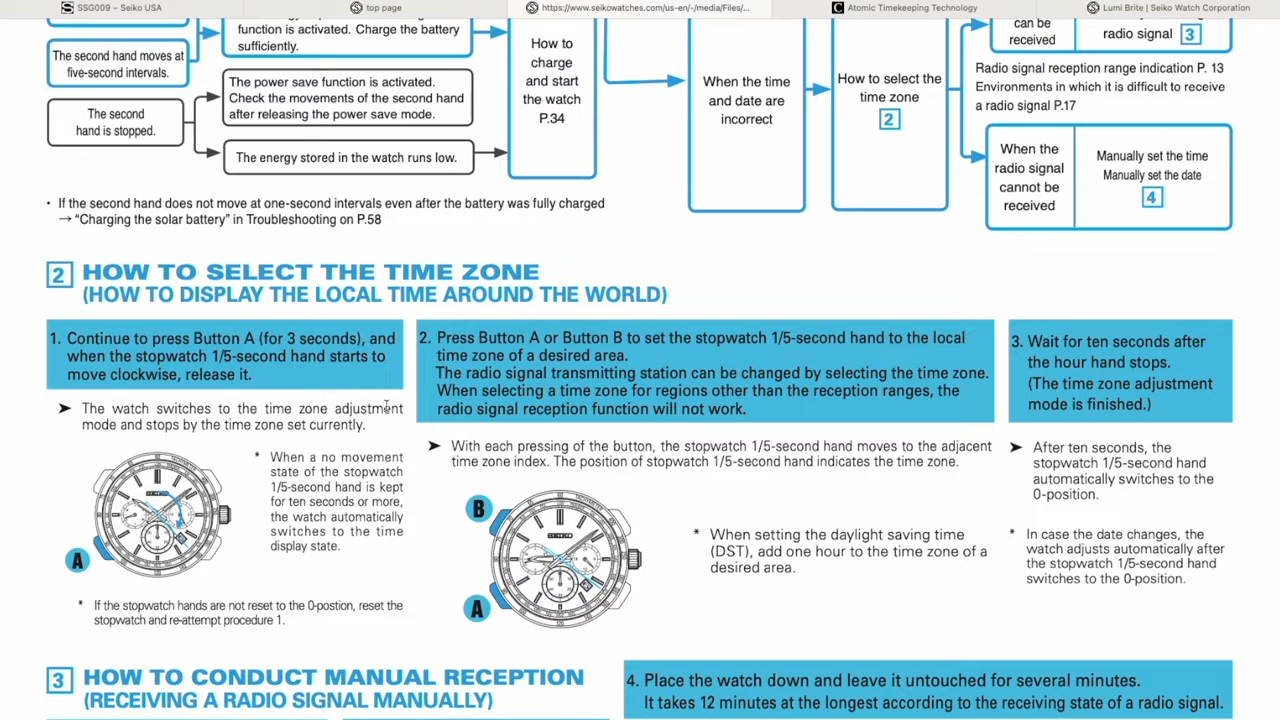 SSG009 – Seiko USA
top page
https://www.seikowatches.com/us-en/-/media/Files/...
Atomic Timekeeping Technology
Lumi Brite | Seiko Watch Corporation
The second hand moves at
five-second intervals.
function is activated. Charge the battery
sufficiently.
The second
hand is stopped.
The power save function is activated.
Check the movements of the second hand
after releasing the power save mode.
The energy stored in the watch runs low.
How to
charge
and start
the watch
P.34
When the time
and date are
incorrect
How to select the
time zone
2
can be
received
radio signal 3
Radio signal reception range indication P. 13
Environments in which it is difficult to receive
a radio signal P.17
When the
radio signal
cannot be
received
Manually set the time
Manually set the date
4
• If the second hand does not move at one-second intervals even after the battery was fully charged
→ “Charging the solar battery” in Troubleshooting on P.58
2 HOW TO SELECT THE TIME ZONE
(HOW TO DISPLAY THE LOCAL TIME AROUND THE WORLD)
1. Continue to press Button A (for 3 seconds), and
when the stopwatch 1/5-second hand starts to
move clockwise, release it.
➤ The watch switches to the time zone adjustment
mode and stops by the time zone set currently.
* When a no movement
state of the stopwatch
1/5-second hand is kept
for ten seconds or more,
the watch automatically
switches to the time
display state.
SEIKO
A
* If the stopwatch hands are not reset to the 0-postion, reset the
stopwatch and re-attempt procedure 1.
2. Press Button A or Button B to set the stopwatch 1/5-second hand to the local
time zone of a desired area.
The radio signal transmitting station can be changed by selecting the time zone.
When selecting a time zone for regions other than the reception ranges, the
radio signal reception function will not work.
➤ With each pressing of the button, the stopwatch 1/5-second hand moves to the adjacent
time zone index. The position of stopwatch 1/5-second hand indicates the time zone.
B
SEIKO
A
* When setting the daylight saving time
(DST), add one hour to the time zone of a
desired area.
3. Wait for ten seconds after
the hour hand stops.
(The time zone adjustment
mode is finished.)
➤ After ten seconds, the
stopwatch 1/5-second hand
automatically switches to the
0-position.
* In case the date changes, the
watch adjusts automatically after
the stopwatch 1/5-second hand
switches to the 0-position.
3 HOW TO CONDUCT MANUAL RECEPTION
(RECEIVING A RADIO SIGNAL MANUALLY)
4. Place the watch down and leave it untouched for several minutes.
It takes 12 minutes at the longest according to the receiving state of a radio signal.